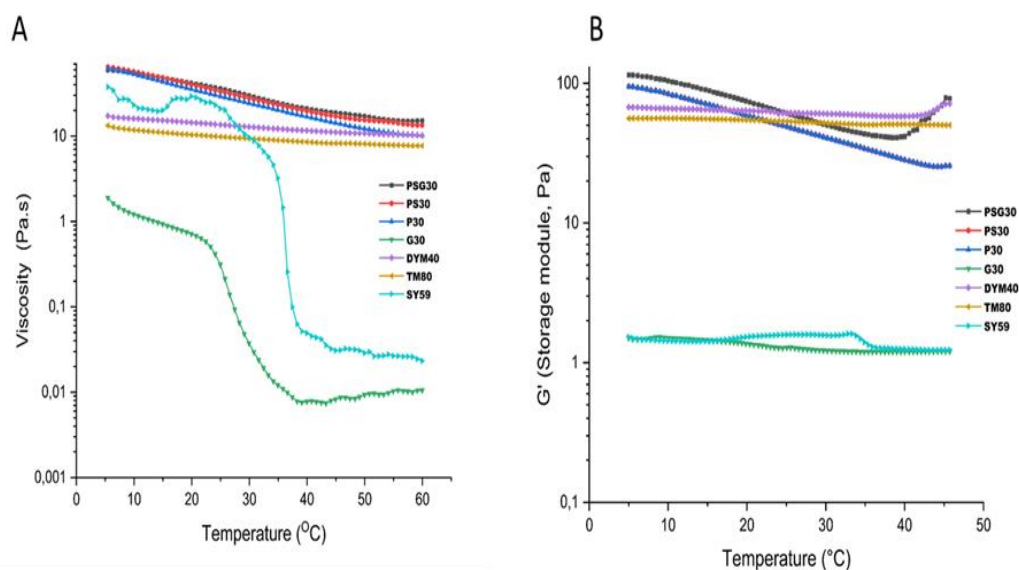 A
Viscosity (Pa.s)
10
1
0,1
0,01
0,001
0
10
20
30
40
50
60
Temperature (°C)
PSG30
PS30
P30
G30
DYM40
TM80
SY59
B
G' (Storage module, Pa)
100
10
1
0,1
0
10
20
30
40
50
Temperature (°C)
PSG30
PS30
P30
G30
DYM40
TM80
SY59